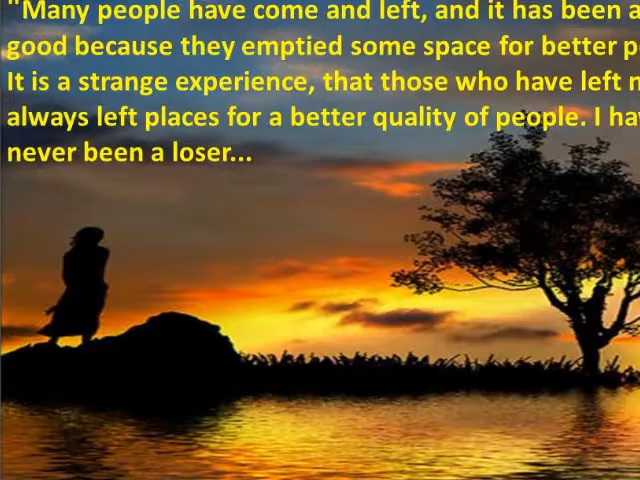 "Many people have come and left, and it has been a
good because they emptied some space for better p
It is a strange experience, that those who have left
always left places for a better quality of people. I ha
never been a loser...